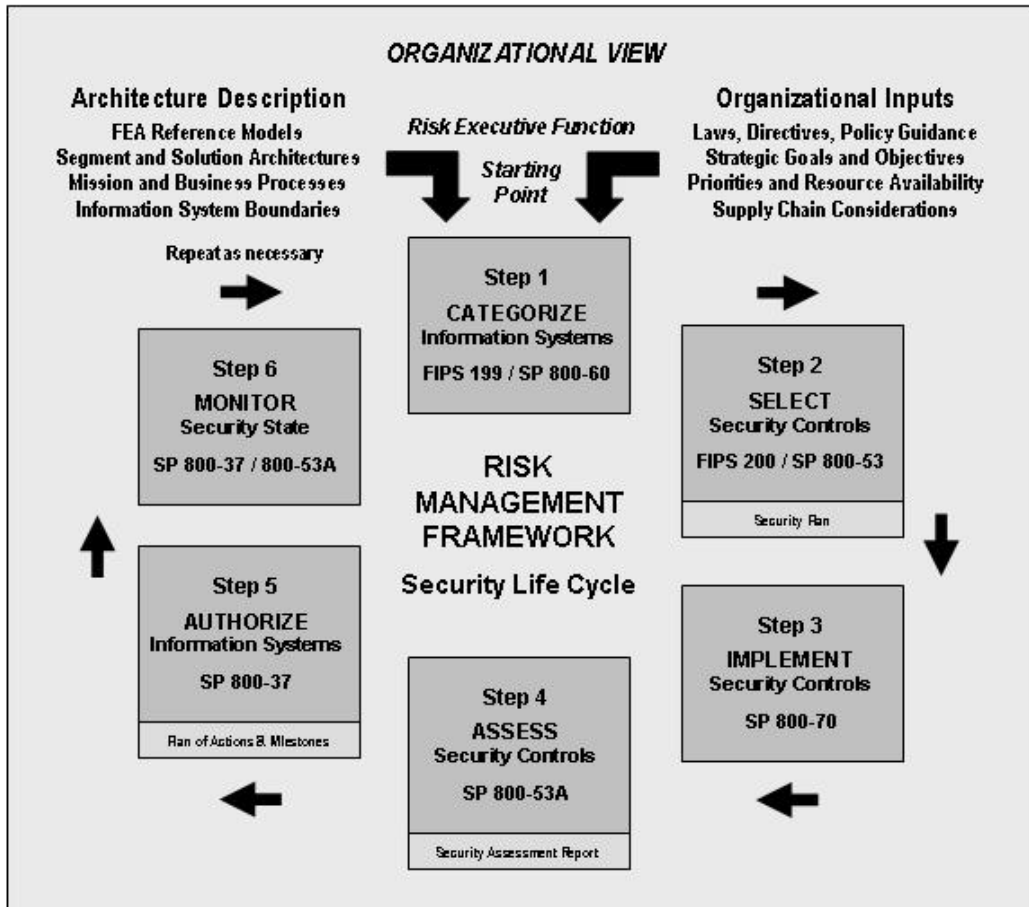 ORGANIZATIONAL VIEW
Architecture Description
FEA Reference Models
Segment and Solution Architectures
Mission and Business Processes
Information System Boundaries
Risk Executive Function
Starting
Point
Organizational Inputs
Laws, Directives, Policy Guidance
Strategic Goals and Objectives
Priorities and Resource Availability
Supply Chain Considerations
Repeat as necessary
Step 1
CATEGORIZE
Information Systems
FIPS 199 / SP 800-60
Step 2
SELECT
Security Controls
FIPS 200 / SP 800-53
Security Plan
Step 3
IMPLEMENT
Security Controls
SP 800-70
Step 4
ASSESS
Security Controls
SP 800-53A
Security Assessment Report
Step 5
AUTHORIZE
Information Systems
SP 800-37
Plan of Actions & Milestones
Step 6
MONITOR
Security State
SP 800-37 / 800-53A
RISK
MANAGEMENT
FRAMEWORK
Security Life Cycle